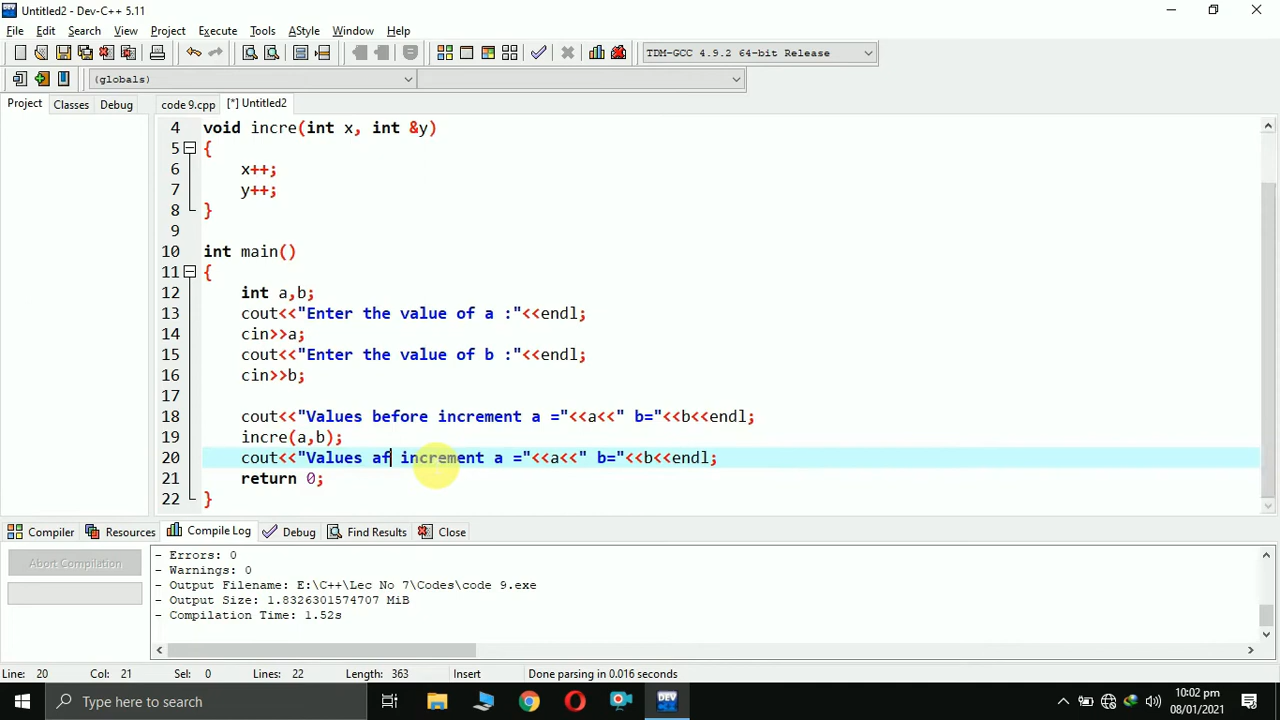 Untitled2 - Dev-C++ 5.11
File Edit Search View Project Execute Tools AStyle Window Help
TDM-GCC 4.9.2 64-bit Release
(globals)
Project Classes Debug code 9.cpp [*] Untitled2
4 void incre(int x, int &y)
5 {
6 x++;
7 y++;
8 }
9
10 int main()
11 {
12 int a,b;
13 cout<<"Enter the value of a :"<<endl;
14 cin>>a;
15 cout<<"Enter the value of b :"<<endl;
16 cin>>b;
17
18 cout<<"Values before increment a ="<<a<<" b="<<b<<endl;
19 incre(a,b);
20 cout<<"Values af increment a ="<<a<<" b="<<b<<endl;
21 return 0;
22 }
Compiler Resources Compile Log Debug Find Results Close
Abort Compilation
- Errors: 0
- Warnings: 0
- Output Filename: E:\C++\Lec No 7\Codes\code 9.exe
- Output Size: 1.8326301574707 MiB
- Compilation Time: 1.52s
Line: 20 Col: 21 Sel: 0 Lines: 22 Length: 363 Insert Done parsing in 0.016 seconds
Type here to search
DEV
10:02 pm
08/01/2021